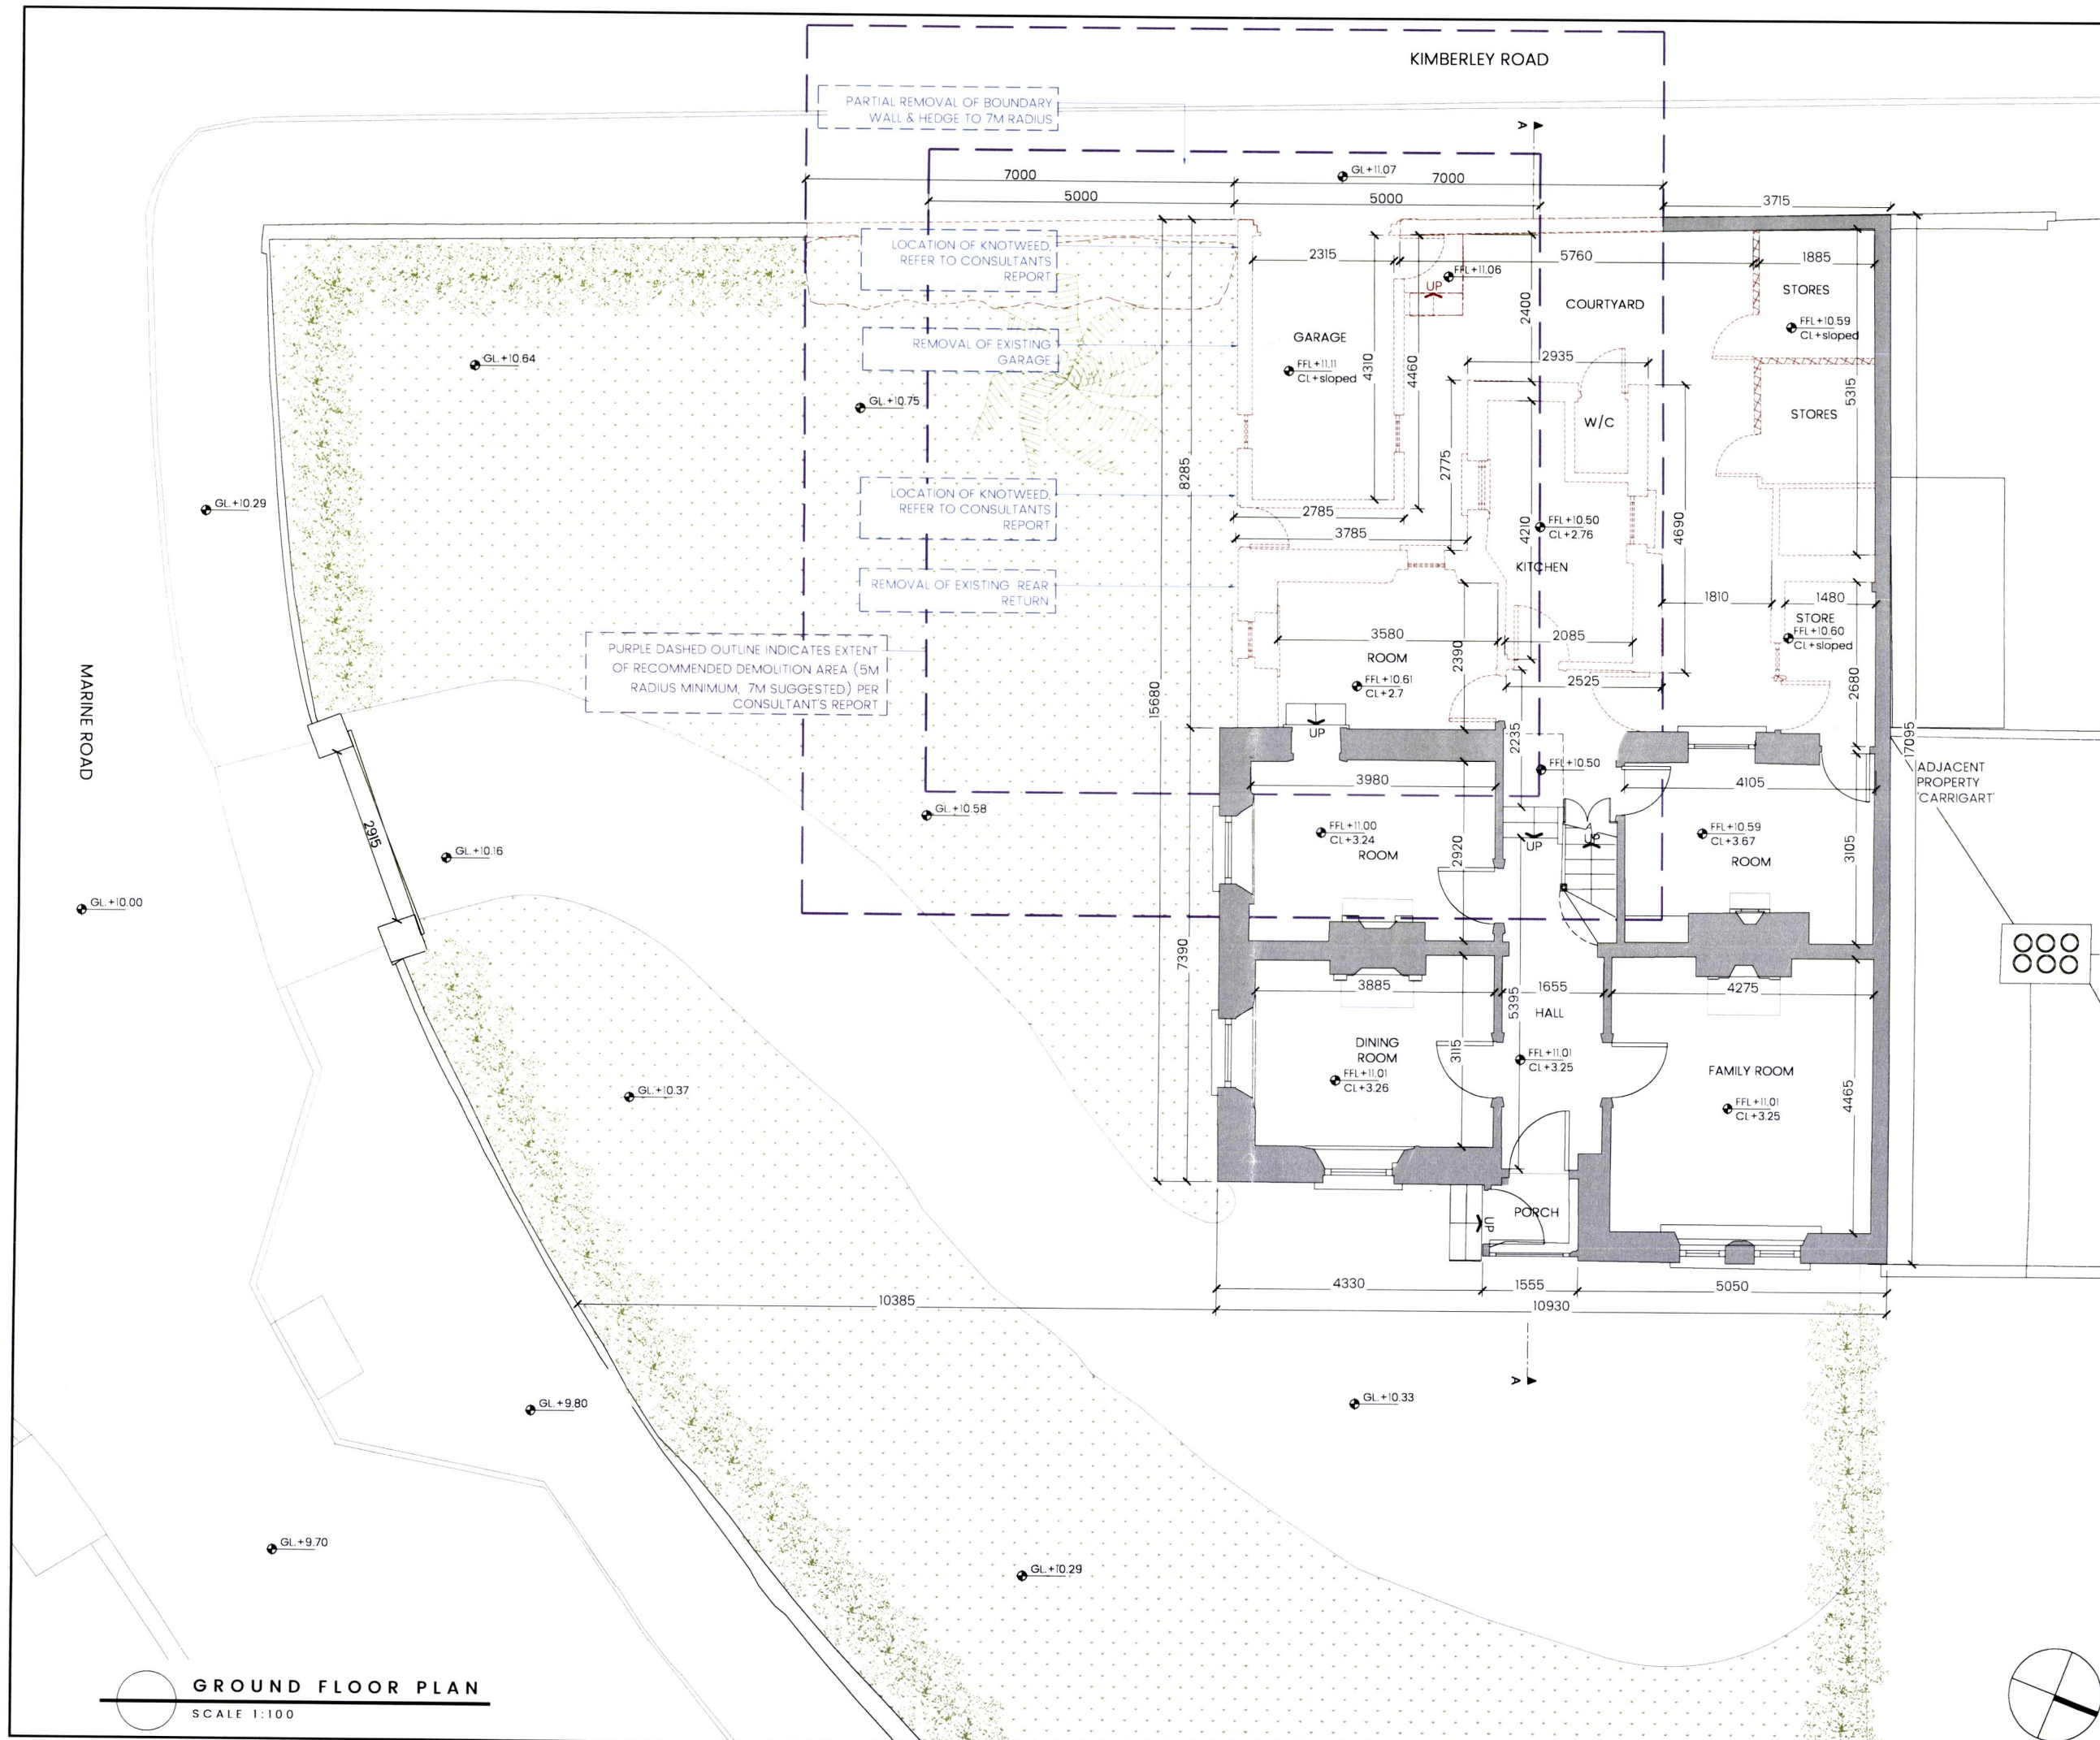 KIMBERLEY ROAD
PARTIAL REMOVAL OF BOUNDARY
WALL & HEDGE TO 7M RADIUS
A
GL+11.07
7000
7000
5000
5000
3715
LOCATION OF KNOTWEED,
REFER TO CONSULTANTS
REPORT
2315
5760
1885
FFL+11.06
UP
2400
COURTYARD
STORES
FFL+10.59
CL+sloped
GARAGE
FFL+11.11
CL+sloped
4310
4460
REMOVAL OF EXISTING
GARAGE
GL.+10.64
GL.+10.75
2935
5315
STORES
W/C
2775
8285
LOCATION OF KNOTWEED,
REFER TO CONSULTANTS
REPORT
GL.+10.29
2785
3785
4210
FFL+10.50
CL+2.76
4690
KITCHEN
REMOVAL OF EXISTING REAR
RETURN
1810
1480
STORE
FFL+10.60
CL+sloped
PURPLE DASHED OUTLINE INDICATES EXTENT
OF RECOMMENDED DEMOLITION AREA (5M
RADIUS MINIMUM, 7M SUGGESTED) PER
CONSULTANT'S REPORT
3580
2085
ROOM
2390
FFL+10.61
CL+2.7
2525
2680
MARINE ROAD
15680
UP
2235
17095
FFL+10.50
3980
4105
ADJACENT
PROPERTY
'CARRIGART'
GL.+10.58
2915
FFL+11.00
CL+3.24
ROOM
2920
UP
UP
FFL+10.59
CL+3.67
ROOM
3105
GL.+10.16
GL.+10.00
7390
3885
5395
1655
HALL
4275
DINING
ROOM
FFL+11.01
CL+3.26
3115
FFL+11.01
CL+3.25
FAMILY ROOM
FFL+11.01
CL+3.25
4465
GL.+10.37
UP
PORCH
4330
1555
5050
10385
10930
A
GL.+9.80
GL.+10.33
GL.+9.70
GL.+10.29
GROUND FLOOR PLAN
SCALE 1:100